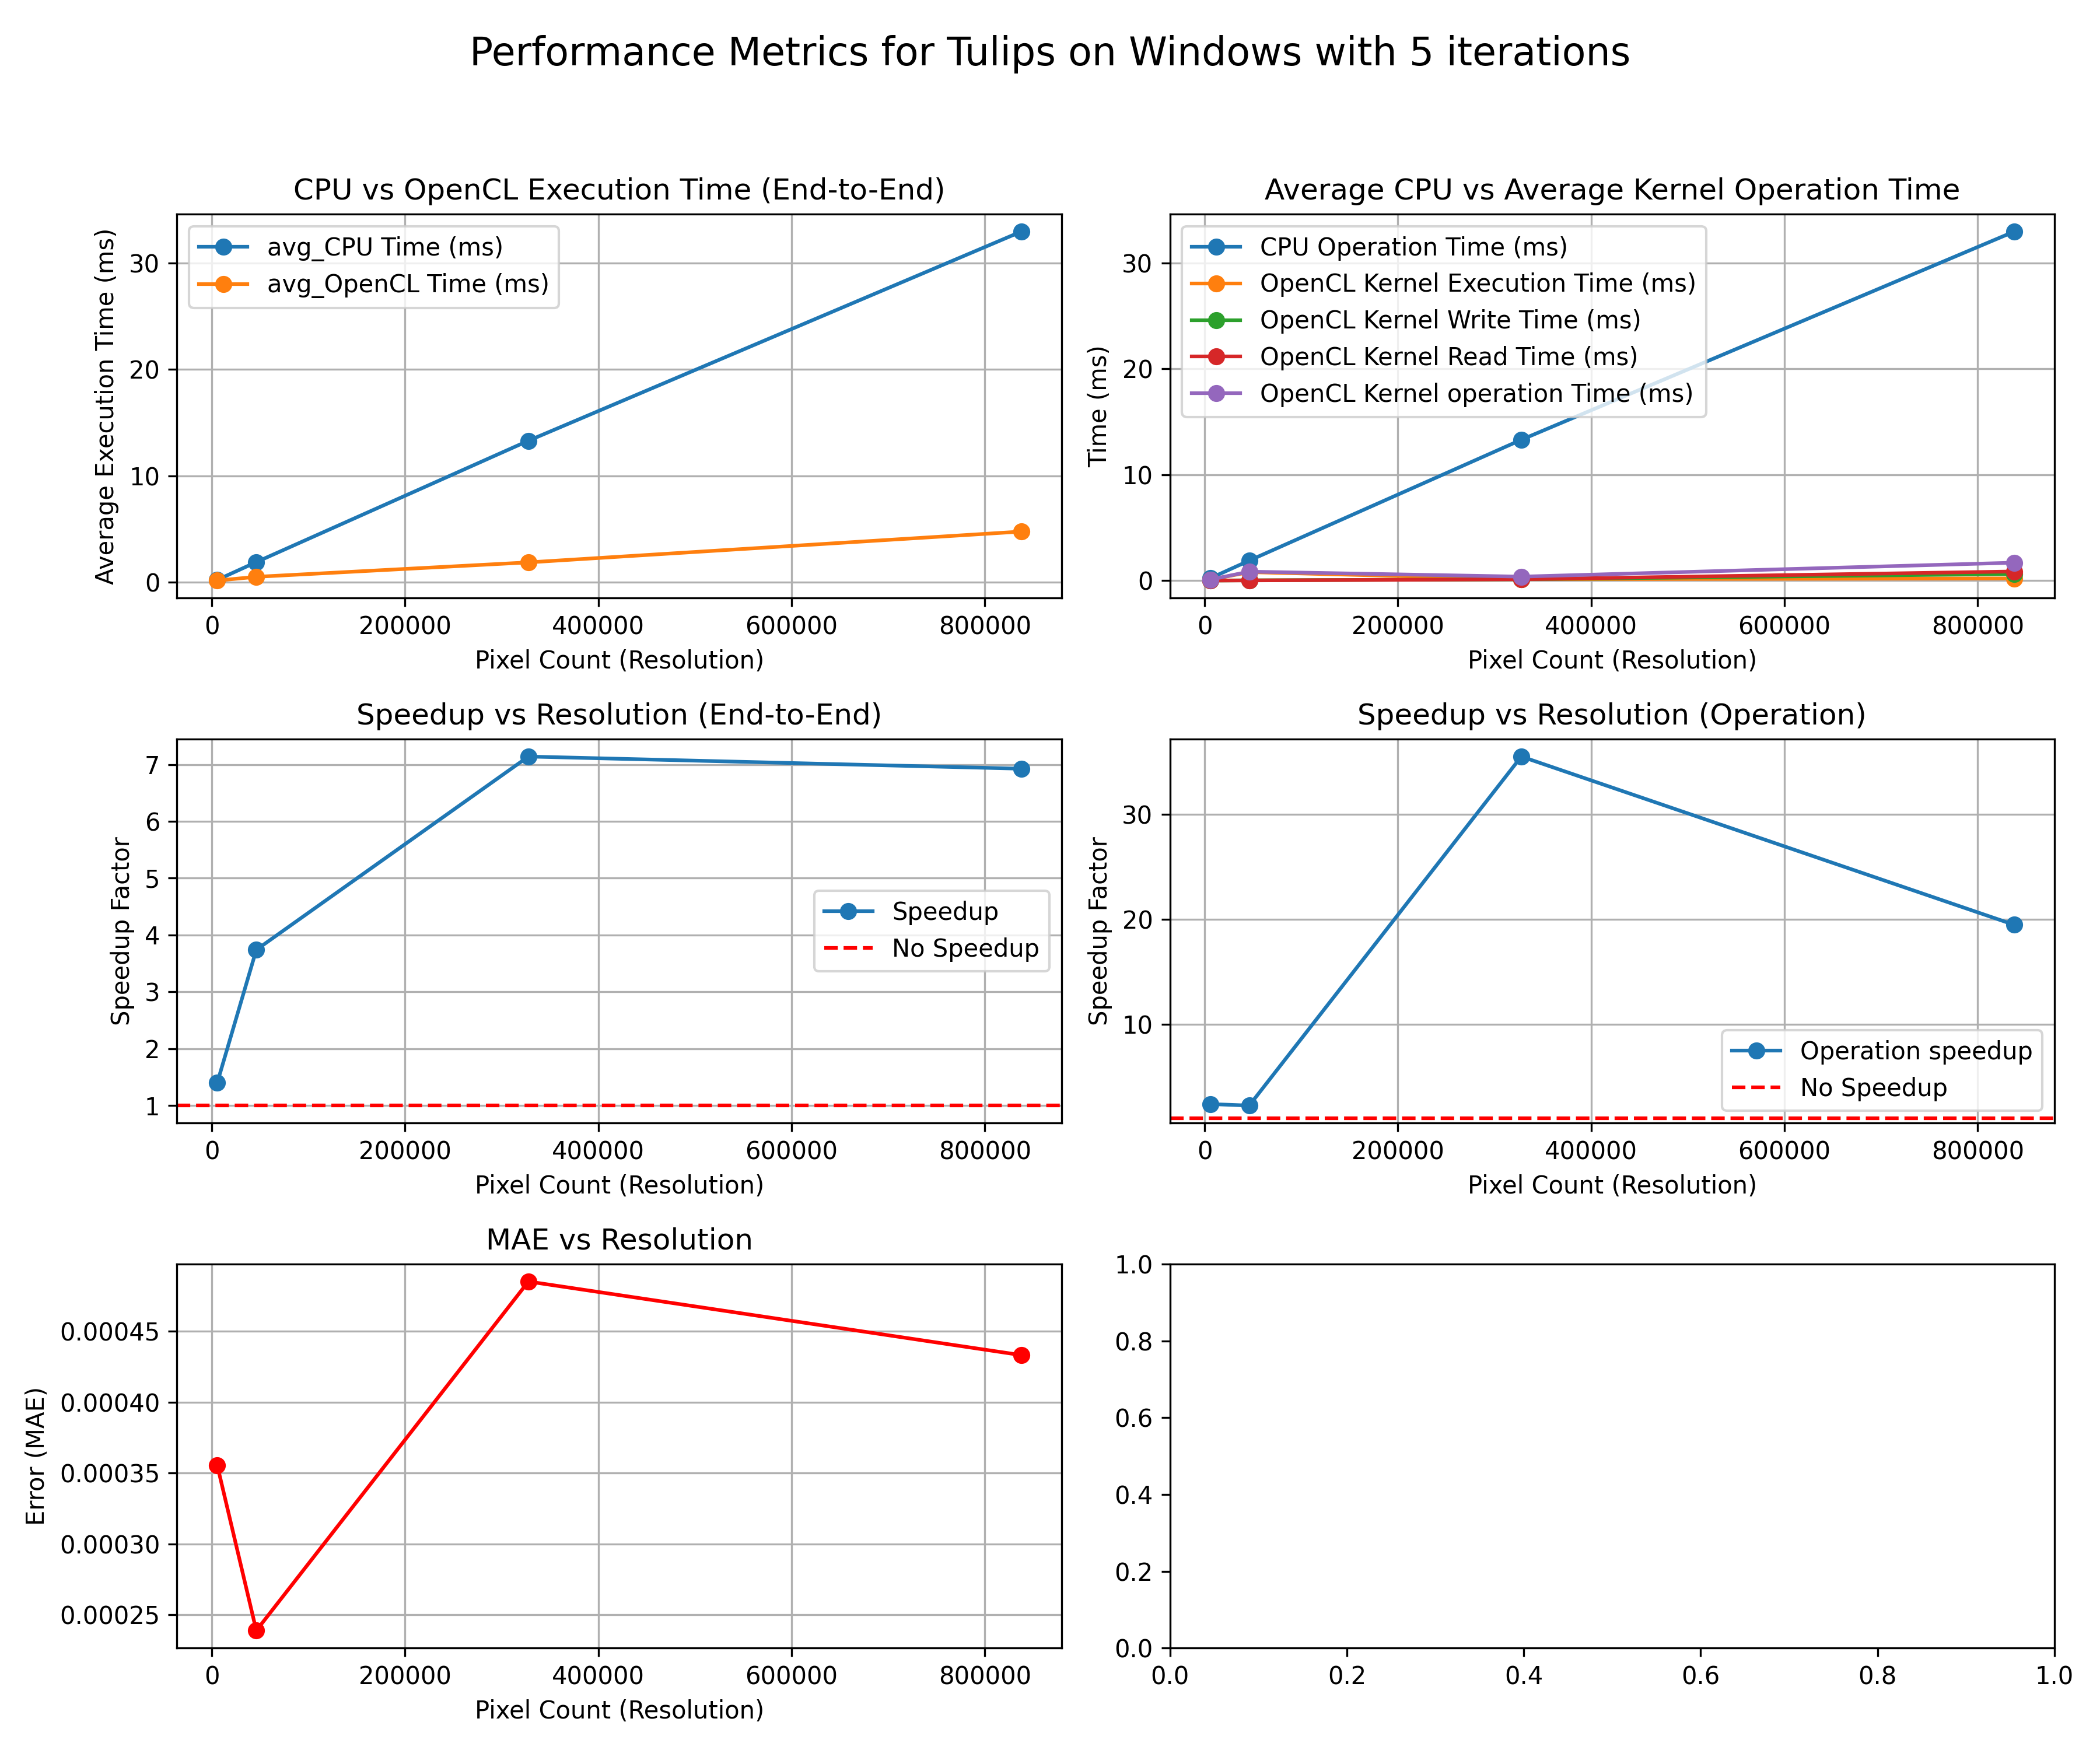 Performance Metrics for Tulips on Windows with 5 iterations
CPU vs OpenCL Execution Time (End-to-End)
Average Execution Time (ms)
30
20
10
0
avg_CPU Time (ms)
avg_OpenCL Time (ms)
0 200000 400000 600000 800000
Pixel Count (Resolution)
Average CPU vs Average Kernel Operation Time
Time (ms)
30
20
10
0
CPU Operation Time (ms)
OpenCL Kernel Execution Time (ms)
OpenCL Kernel Write Time (ms)
OpenCL Kernel Read Time (ms)
OpenCL Kernel operation Time (ms)
0 200000 400000 600000 800000
Pixel Count (Resolution)
Speedup vs Resolution (End-to-End)
Speedup Factor
7
6
5
4
3
2
1
Speedup
No Speedup
0 200000 400000 600000 800000
Pixel Count (Resolution)
Speedup vs Resolution (Operation)
Speedup Factor
30
20
10
Operation speedup
No Speedup
0 200000 400000 600000 800000
Pixel Count (Resolution)
MAE vs Resolution
Error (MAE)
0.00045
0.00040
0.00035
0.00030
0.00025
0 200000 400000 600000 800000
Pixel Count (Resolution)
1.0
0.8
0.6
0.4
0.2
0.0
0.0 0.2 0.4 0.6 0.8 1.0